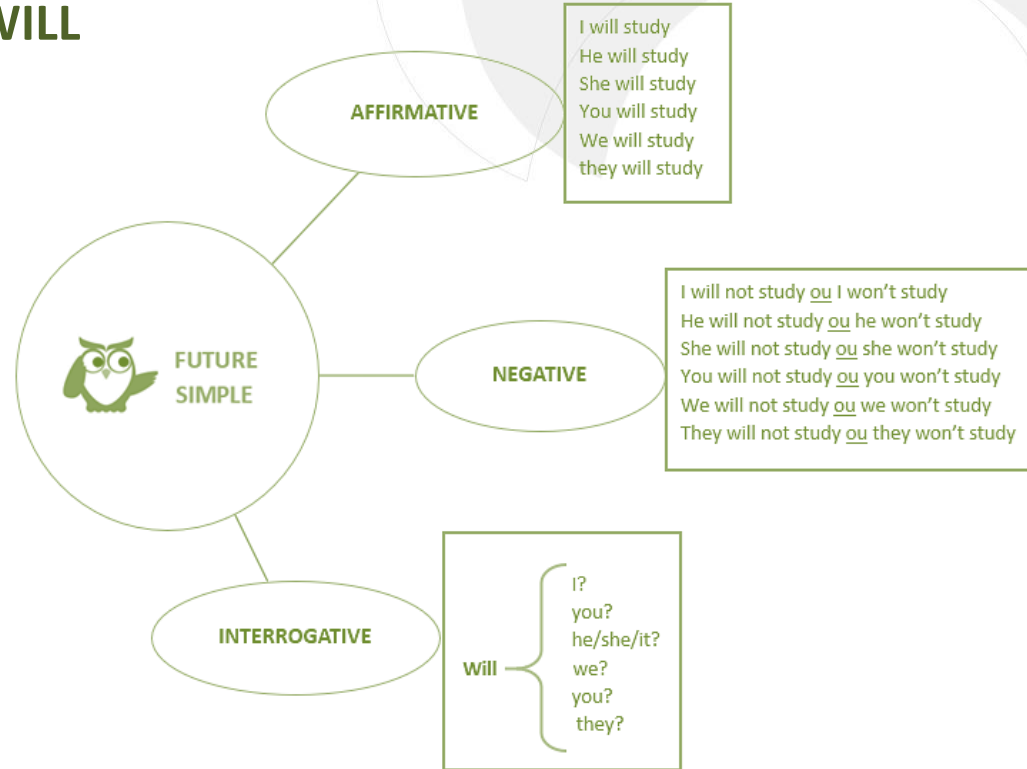 WILL
AFFIRMATIVE
I will study
He will study
She will study
You will study
We will study
they will study
FUTURE
SIMPLE
NEGATIVE
I will not study ou I won't study
He will not study ou he won't study
She will not study ou she won't study
You will not study ou you won't study
We will not study ou we won't study
They will not study ou they won't study
INTERROGATIVE
Will
I?
you?
he/she/it?
we?
you?
they?